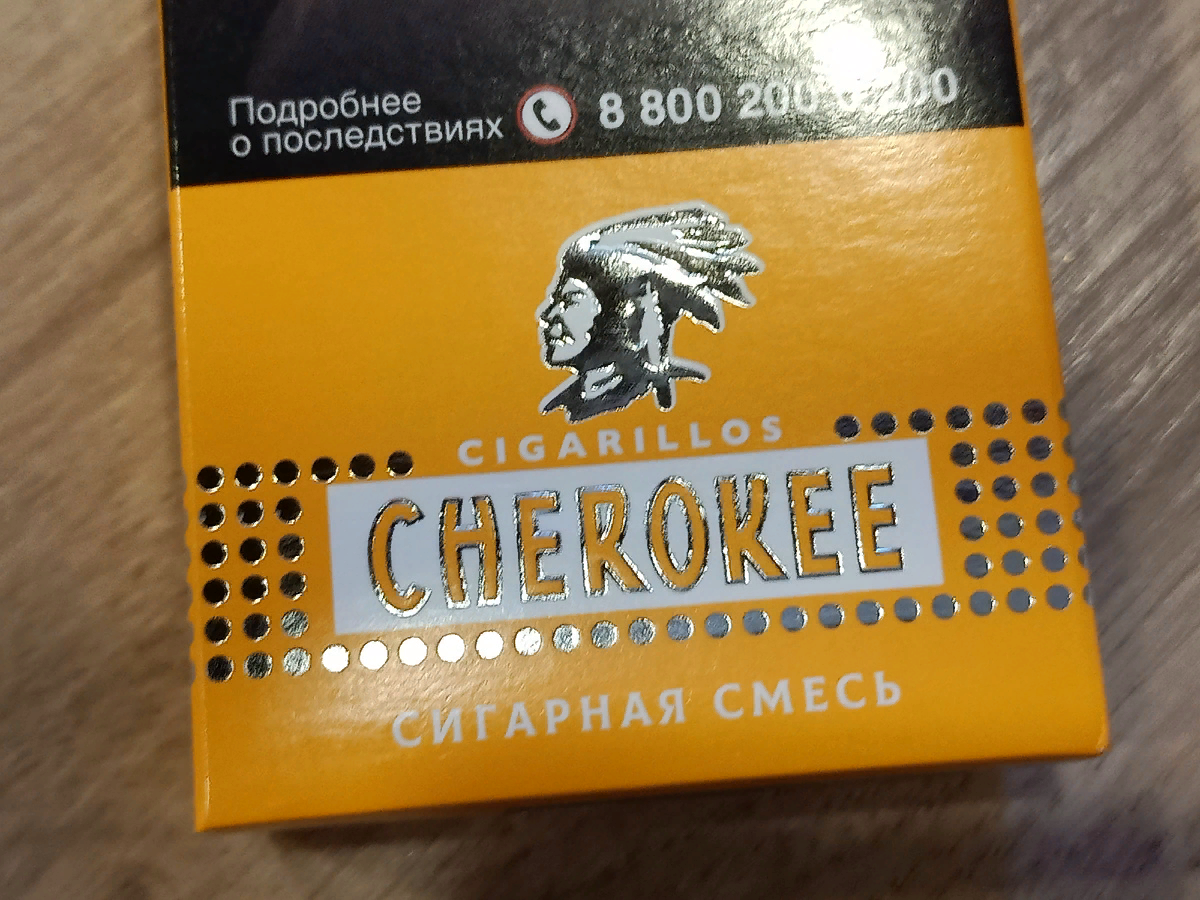 Подробнее
о последствиях
8 800 200
CIGARILLOS
CHEROKEE
СИГАРНАЯ СМЕСЬ